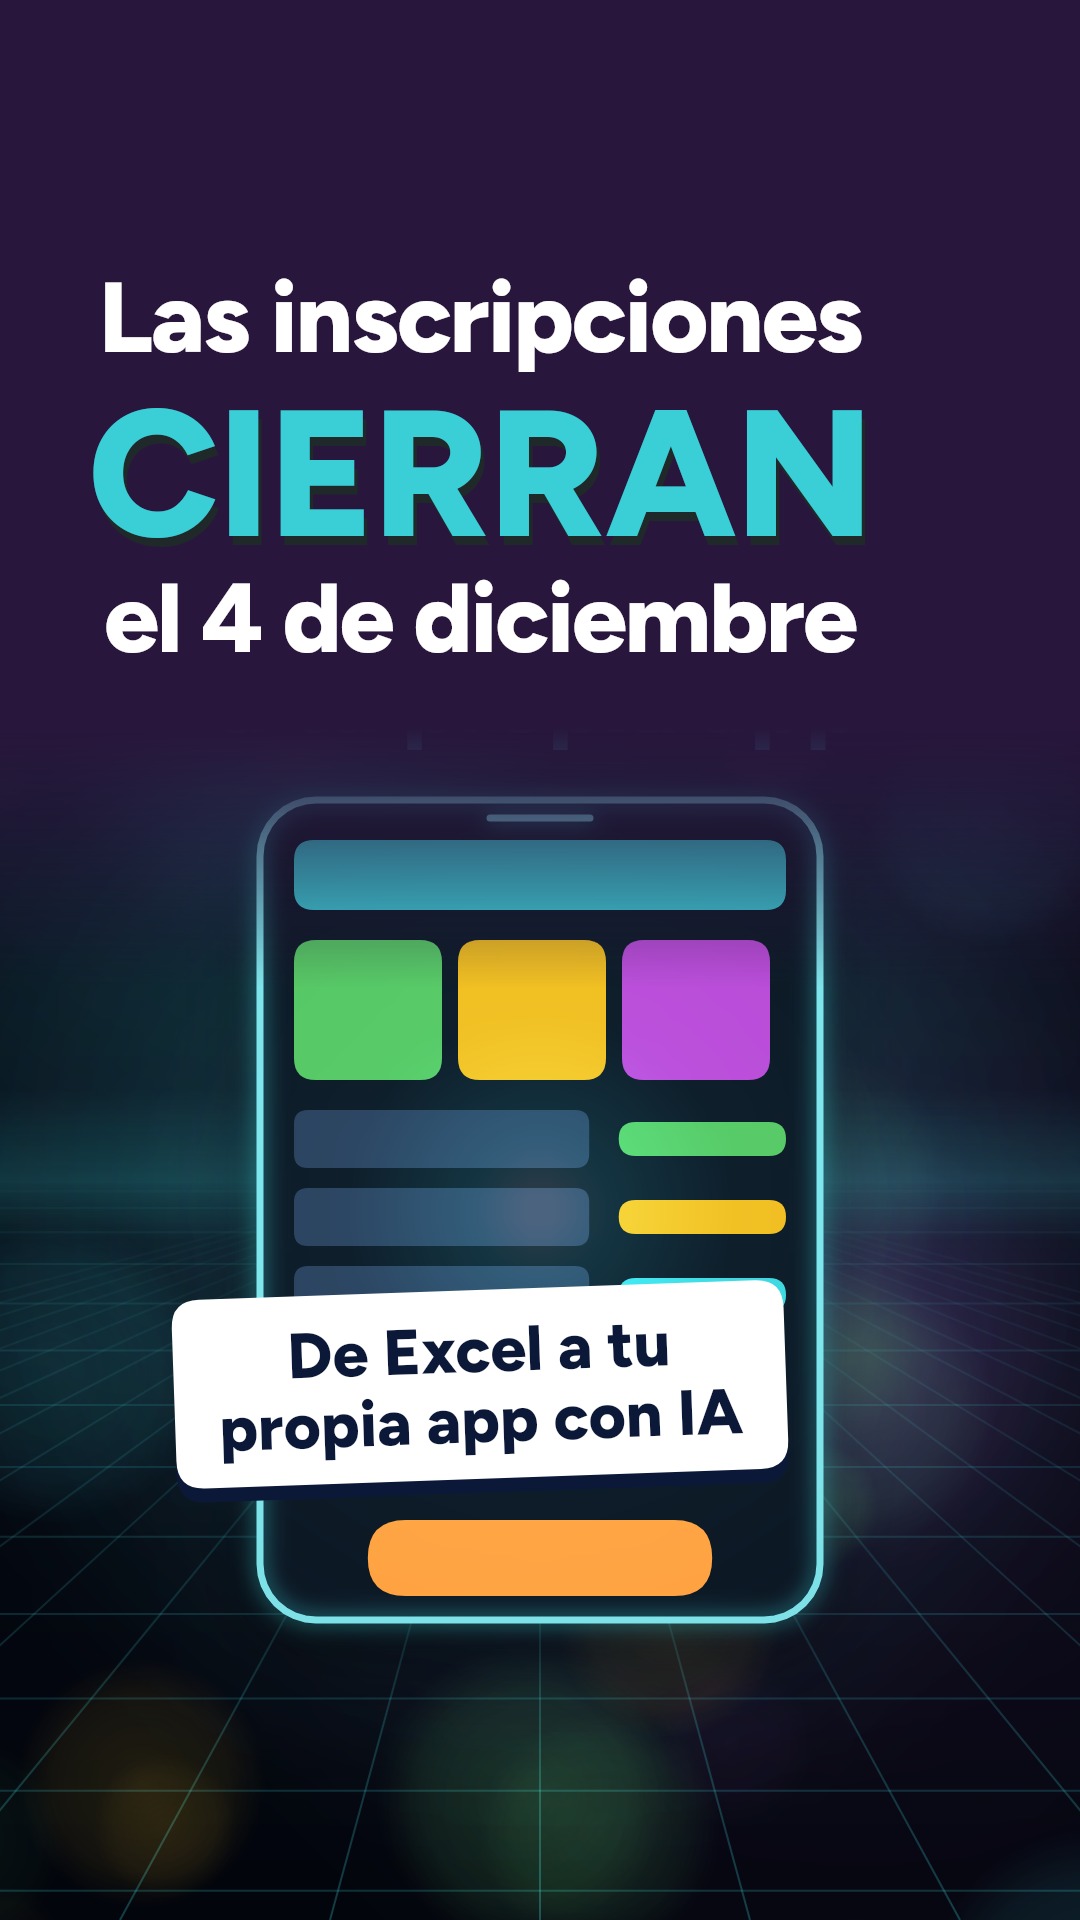 Las inscripciones
CIERRAN
el 4 de diciembre
De Excel a tu
propia app con IA